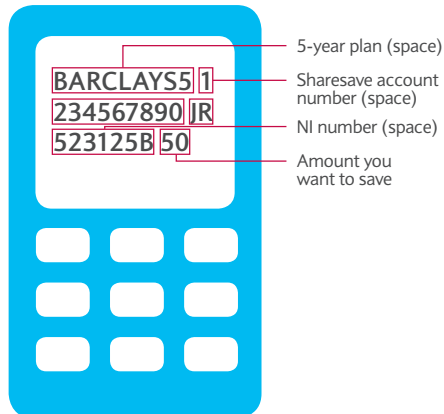 BARCLAYS5 1
234567890 JR
523125B 50
5-year plan (space)
Sharesave account
number (space)
NI number (space)
Amount you
want to save